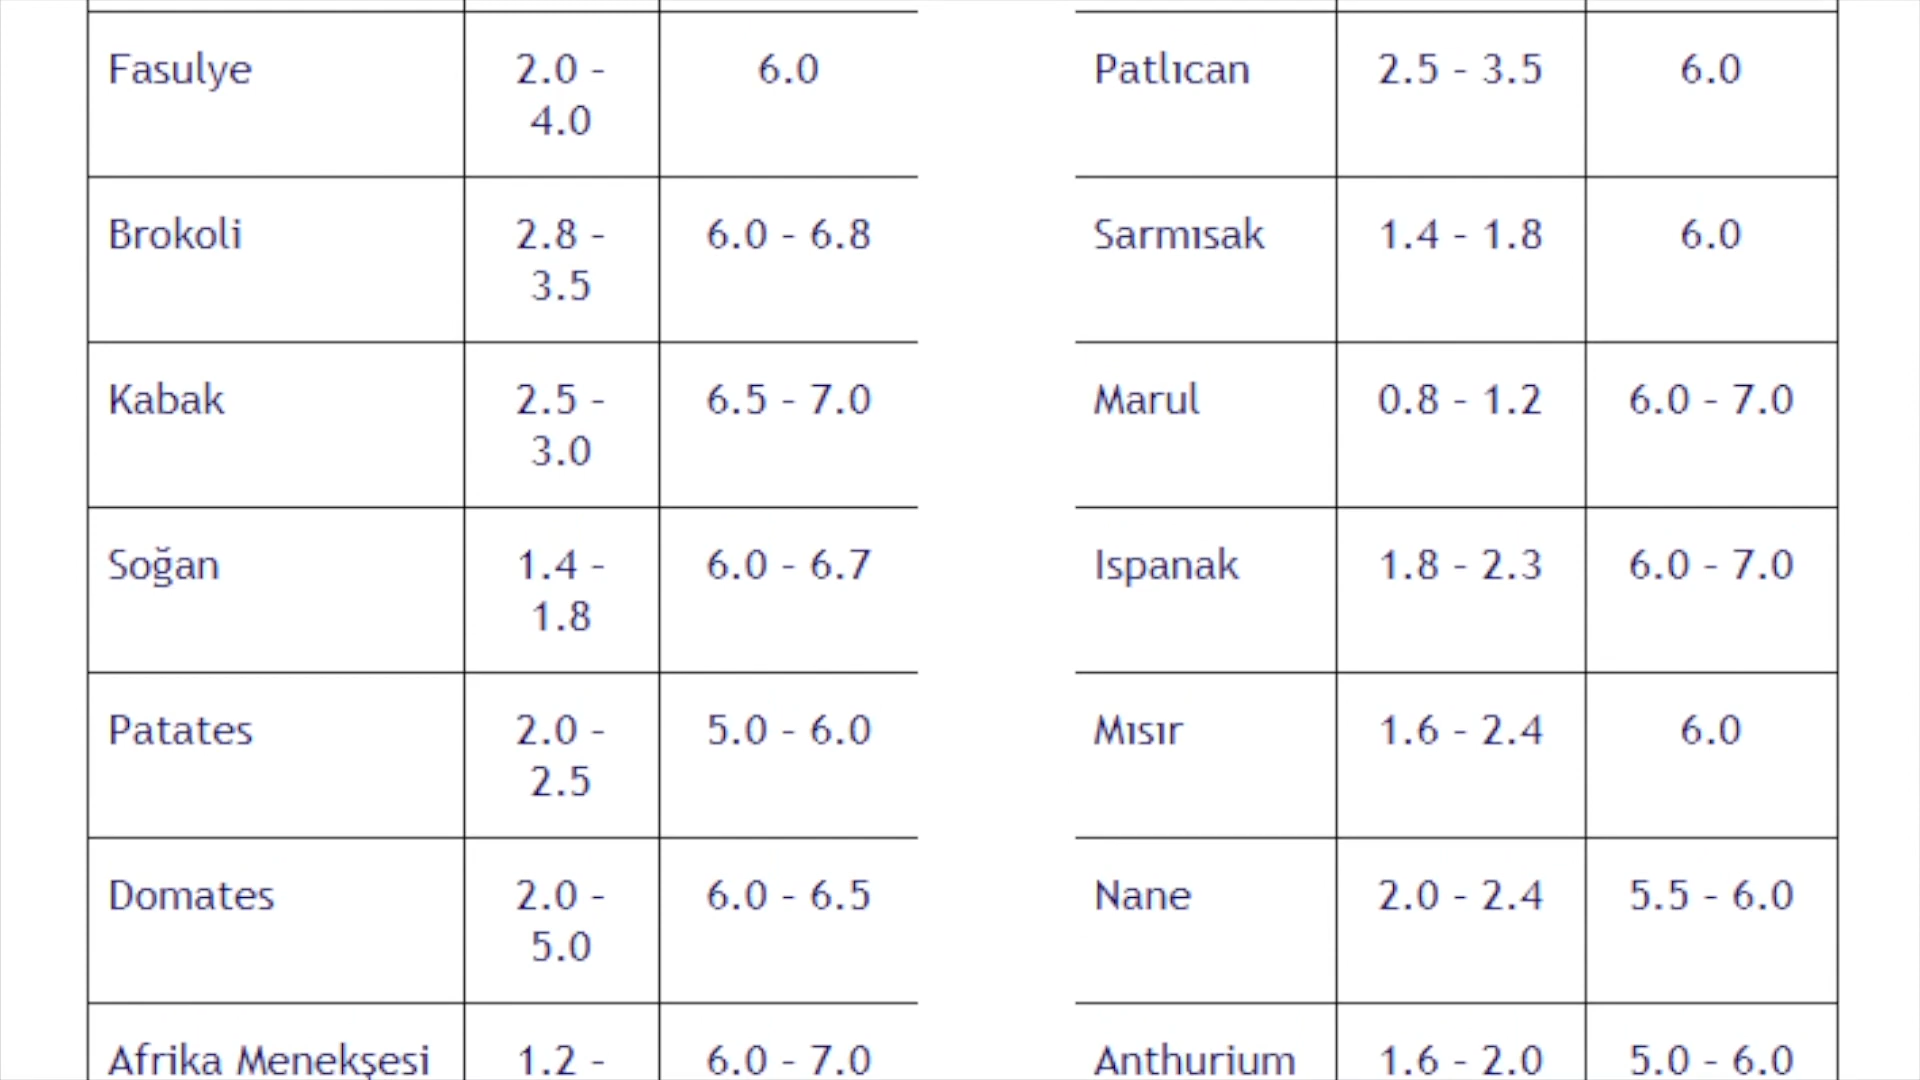 Fasulye 2.0 - 6.0 Patlıcan 2.5 - 3.5 6.0
4.0
Brokoli 2.8 - 6.0 - 6.8 Sarmısak 1.4 - 1.8 6.0
3.5
Kabak 2.5 - 6.5 - 7.0 Marul 0.8 - 1.2 6.0 - 7.0
3.0
Soğan 1.4 - 6.0 - 6.7 Ispanak 1.8 - 2.3 6.0 - 7.0
1.8
Patates 2.0 - 5.0 - 6.0 Mısır 1.6 - 2.4 6.0
2.5
Domates 2.0 - 6.0 - 6.5 Nane 2.0 - 2.4 5.5 - 6.0
5.0
Afrika Menekşesi 1.2 - 6.0 - 7.0 Anthurium 1.6 - 2.0 5.0 - 6.0